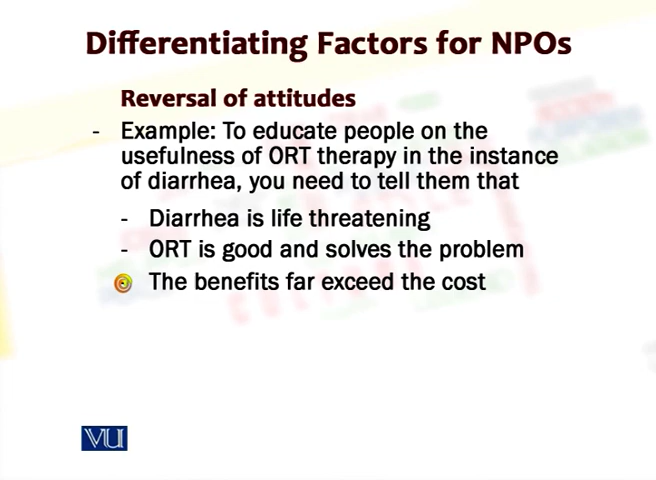 Differentiating Factors for NPOs
Reversal of attitudes
- Example: To educate people on the
usefulness of ORT therapy in the instance
of diarrhea, you need to tell them that
- Diarrhea is life threatening
- ORT is good and solves the problem
The benefits far exceed the cost
VU